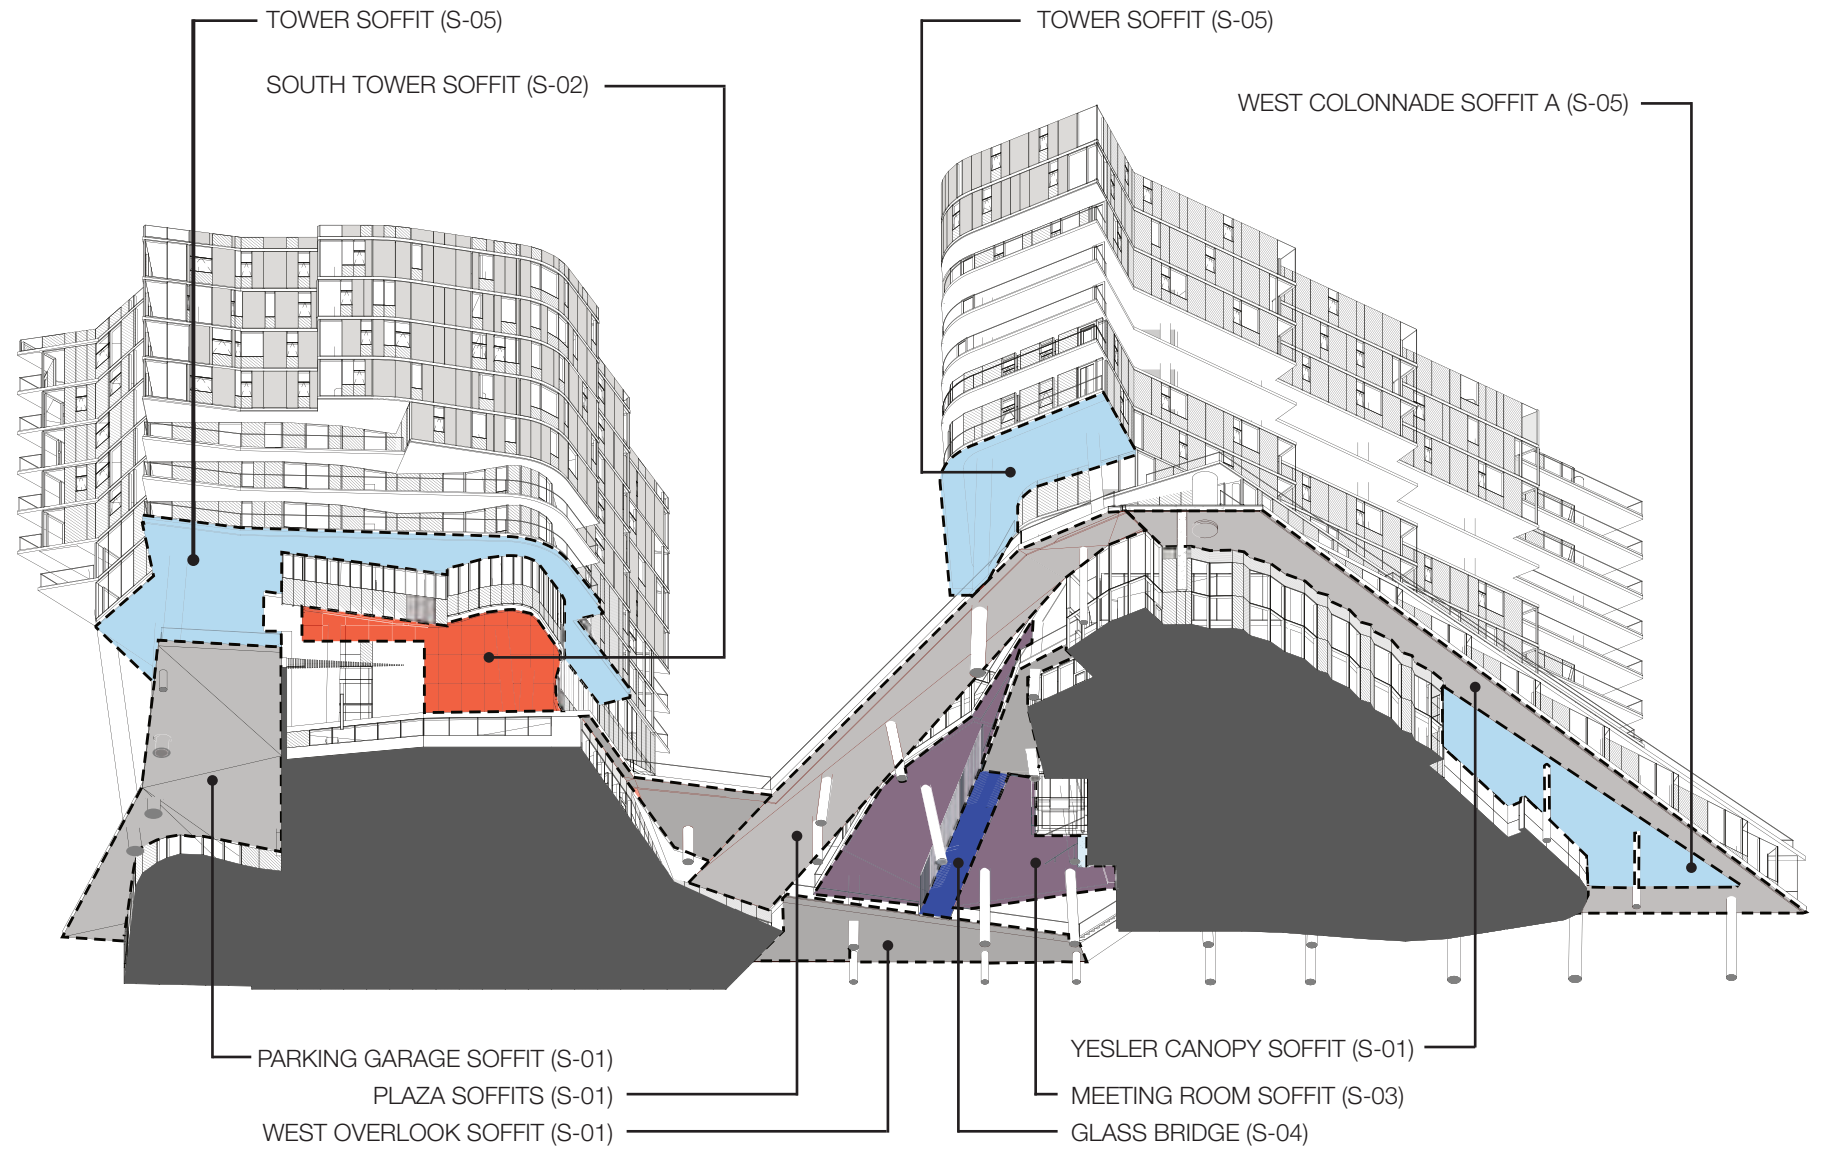 TOWER SOFFIT (S-05)
TOWER SOFFIT (S-05)
SOUTH TOWER SOFFIT (S-02)
WEST COLONNADE SOFFIT A (S-05)
PARKING GARAGE SOFFIT (S-01)
PLAZA SOFFITS (S-01)
WEST OVERLOOK SOFFIT (S-01)
YESLER CANOPY SOFFIT (S-01)
MEETING ROOM SOFFIT (S-03)
GLASS BRIDGE (S-04)